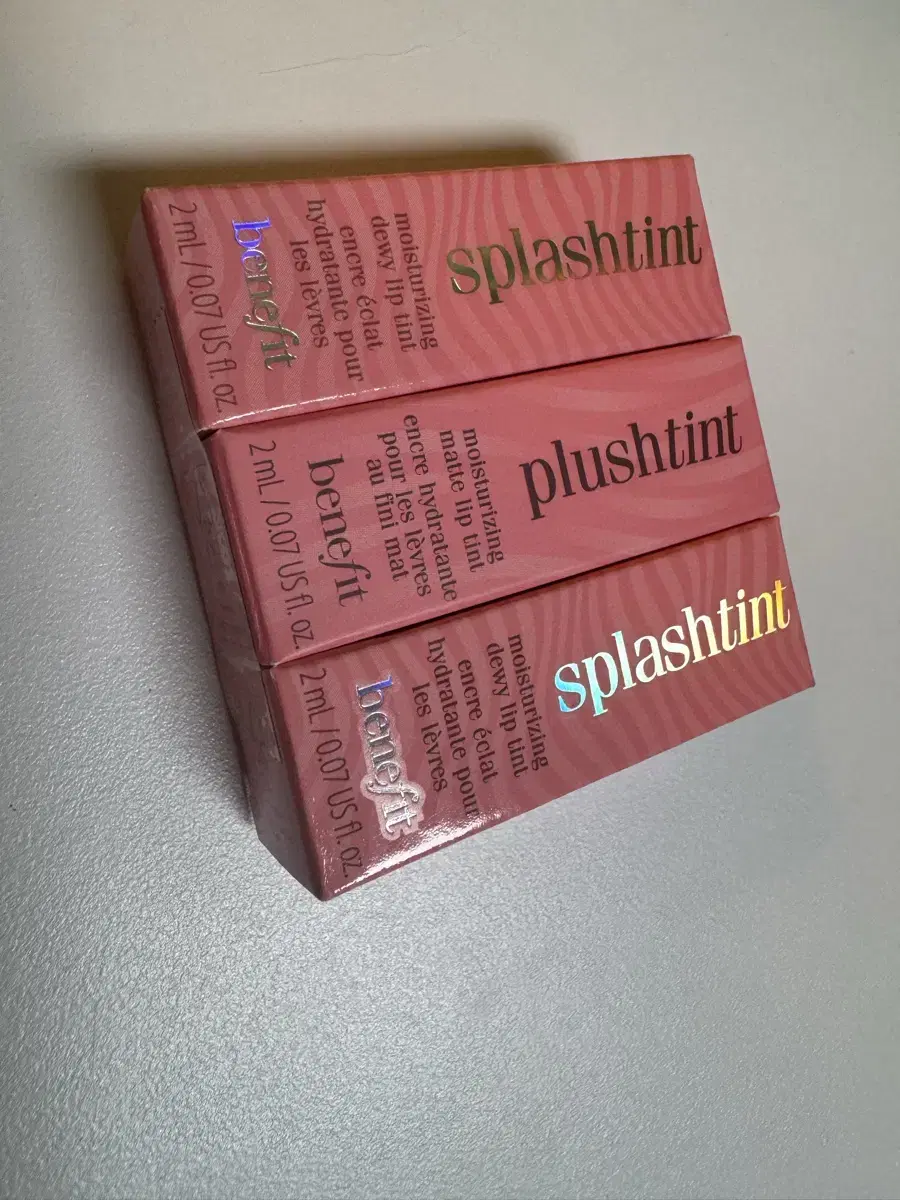 splashtint
moisturizing
dewy lip tint
encre éclat
hydratante pour
les lèvres
benefit
2 mL / 0.07 US fl. oz.
plushtint
moisturizing
matte lip tint
encre hydratante
pour les lèvres
au fini mat
benefit
2 mL / 0.07 US fl. oz.
splashtint
moisturizing
dewy lip tint
encre éclat
hydratante pour
les lèvres
benefit
2 mL / 0.07 US fl. oz.